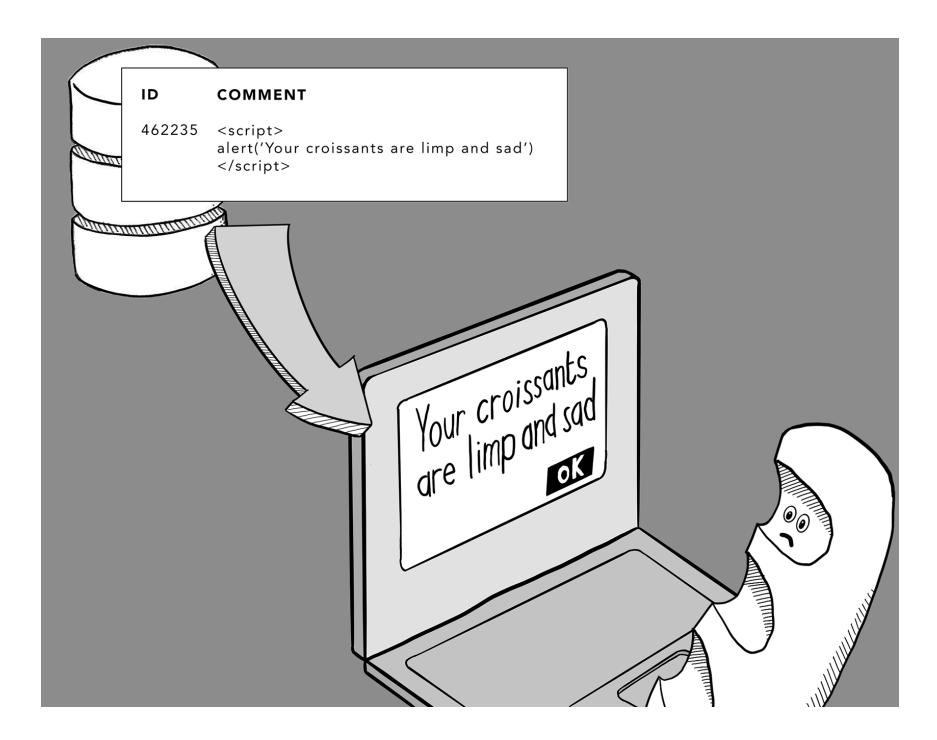 ID COMMENT
462235 <script>
alert(‘Your croissants are limp and sad’)
</script>
Your croissants
are limp and sad
OK